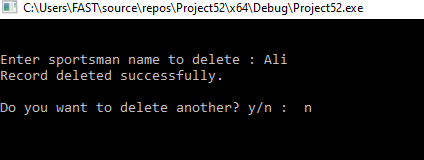 C:\Users\FAST\source\repos\Project52\x64\Debug\Project52.exe
Enter sportsman name to delete : Ali
Record deleted successfully.
Do you want to delete another? y/n :  n